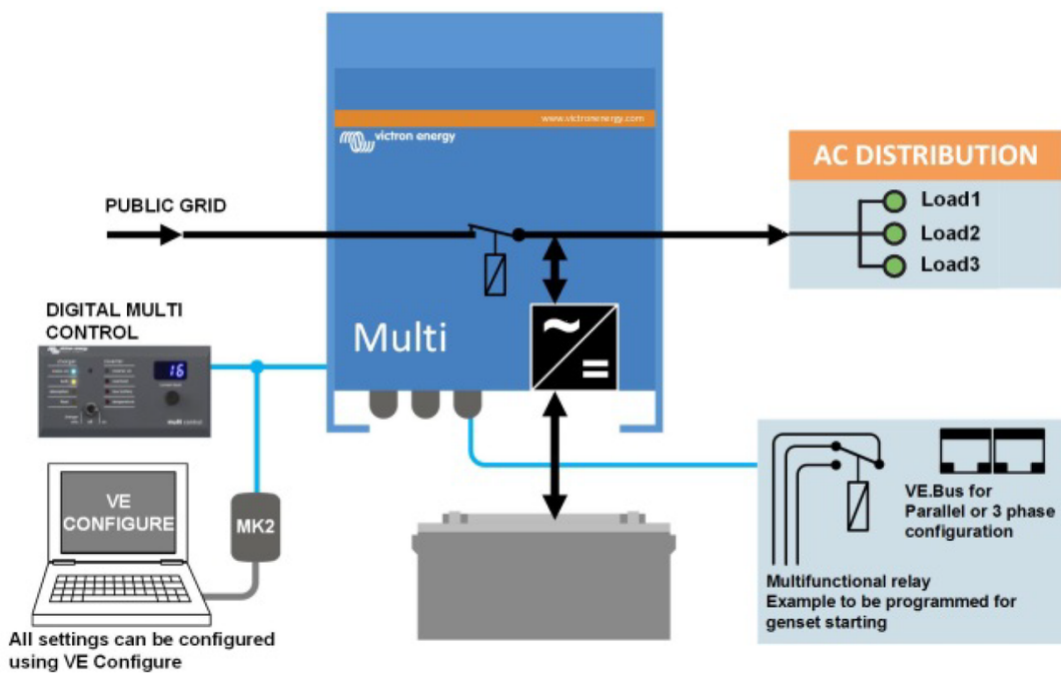 www.victronenergy.com
victron energy
AC DISTRIBUTION
PUBLIC GRID
Load1
Load2
Load3
DIGITAL MULTI
CONTROL
Multi
16
multi control
VE
CONFIGURE
MK2
VE.Bus for
Parallel or 3 phase
configuration
Multifunctional relay
Example to be programmed for
genset starting
All settings can be configured
using VE Configure